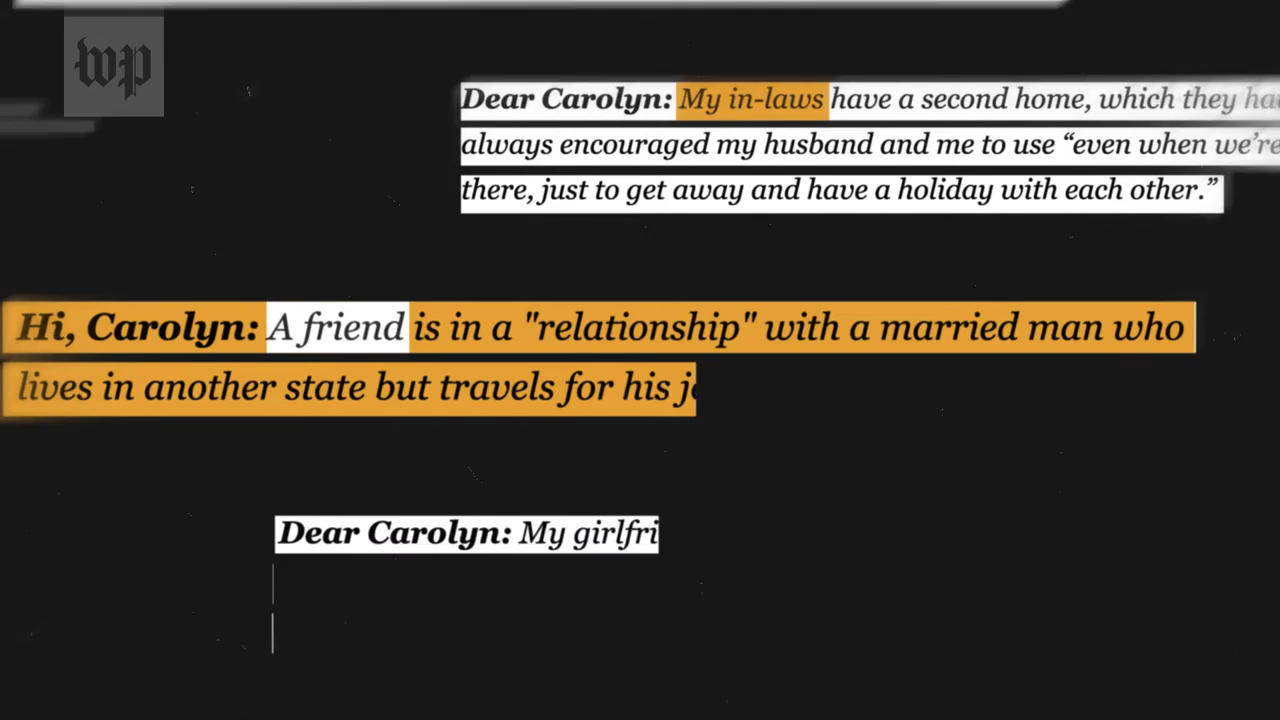 wp
Dear Carolyn: My in-laws have a second home, which they ha
always encouraged my husband and me to use “even when we’re
there, just to get away and have a holiday with each other.”
Hi, Carolyn: A friend is in a "relationship" with a married man who
lives in another state but travels for his j
Dear Carolyn: My girlfri